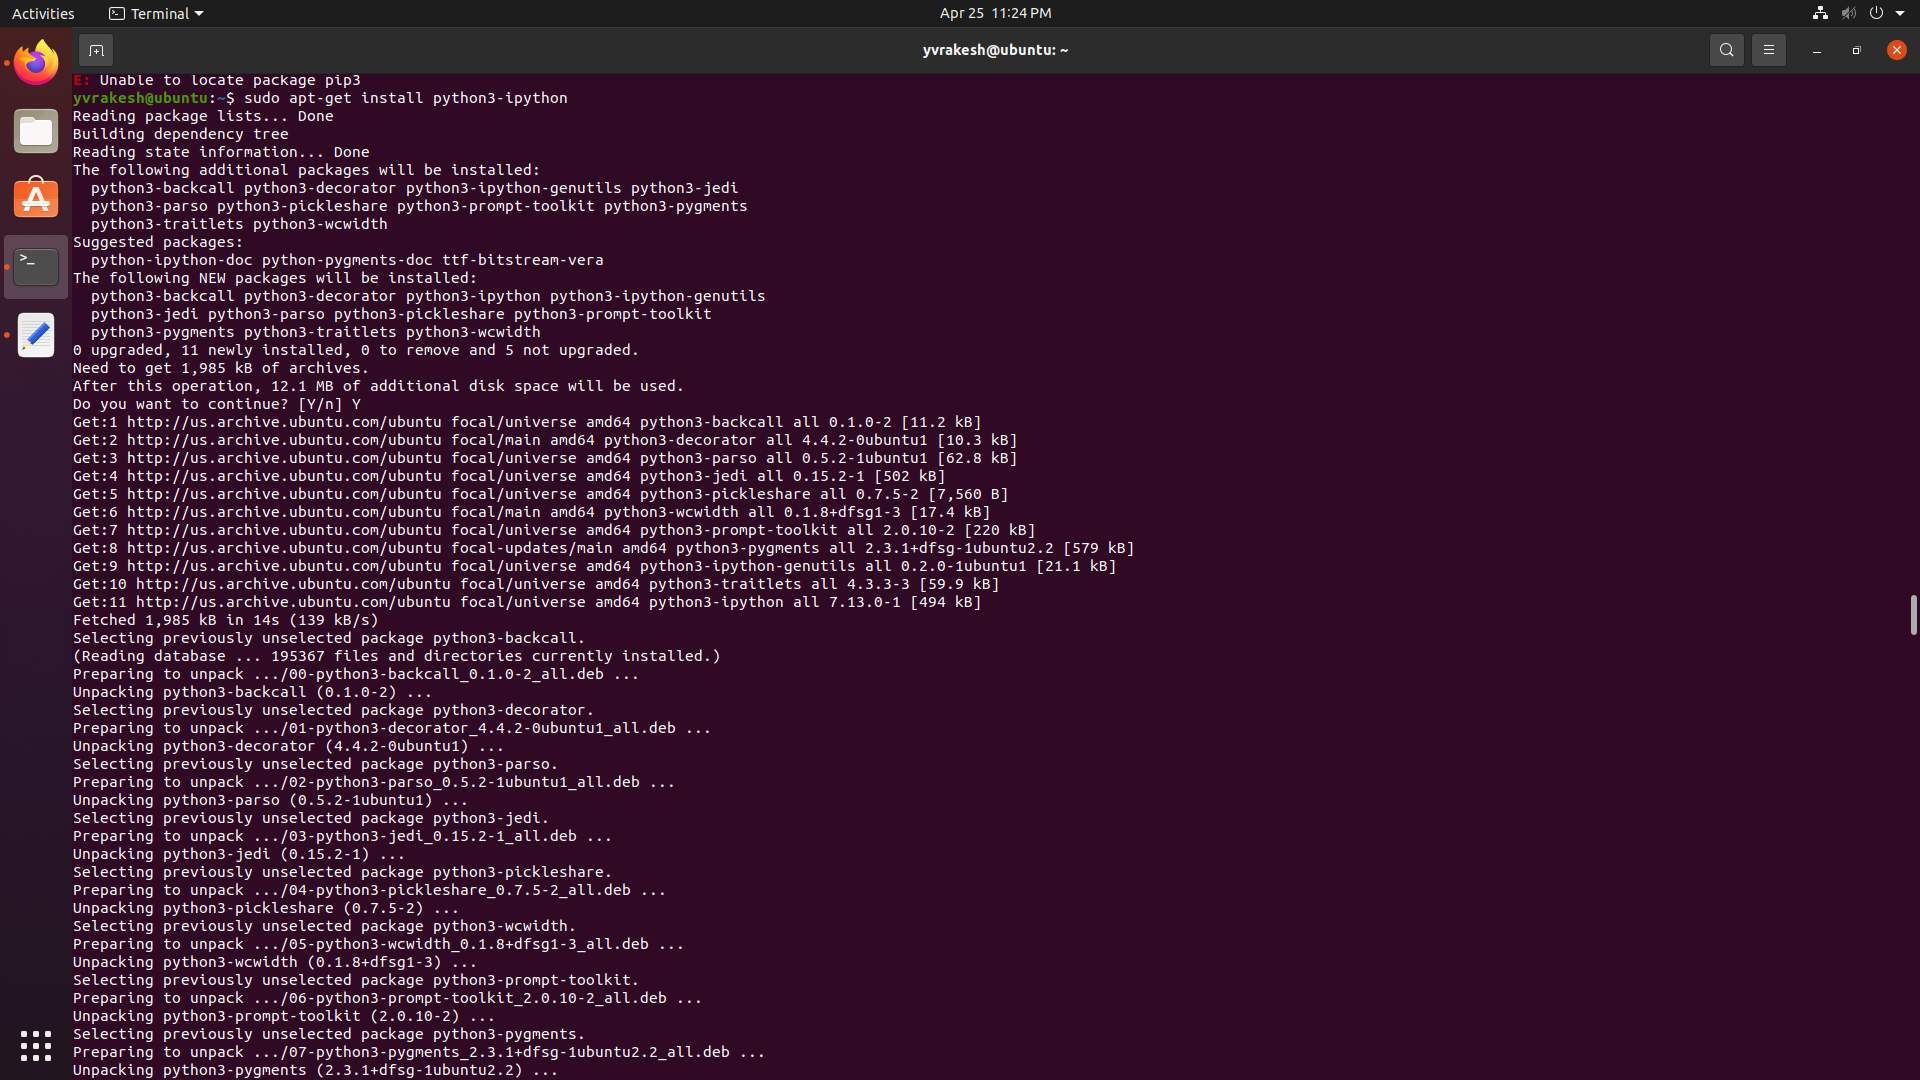 Activities
Terminal
Apr 25 11:24 PM
yvrakesh@ubuntu: ~
E: Unable to locate package pip3
yvrakesh@ubuntu:~$ sudo apt-get install python3-ipython
Reading package lists... Done
Building dependency tree
Reading state information... Done
The following additional packages will be installed:
  python3-backcall python3-decorator python3-ipython-genutils python3-jedi
  python3-parso python3-pickleshare python3-prompt-toolkit python3-pygments
  python3-traitlets python3-wcwidth
Suggested packages:
  python-ipython-doc python-pygments-doc ttf-bitstream-vera
The following NEW packages will be installed:
  python3-backcall python3-decorator python3-ipython python3-ipython-genutils
  python3-jedi python3-parso python3-pickleshare python3-prompt-toolkit
  python3-pygments python3-traitlets python3-wcwidth
0 upgraded, 11 newly installed, 0 to remove and 5 not upgraded.
Need to get 1,985 kB of archives.
After this operation, 12.1 MB of additional disk space will be used.
Do you want to continue? [Y/n] Y
Get:1 http://us.archive.ubuntu.com/ubuntu focal/universe amd64 python3-backcall all 0.1.0-2 [11.2 kB]
Get:2 http://us.archive.ubuntu.com/ubuntu focal/main amd64 python3-decorator all 4.4.2-0ubuntu1 [10.3 kB]
Get:3 http://us.archive.ubuntu.com/ubuntu focal/universe amd64 python3-parso all 0.5.2-1ubuntu1 [62.8 kB]
Get:4 http://us.archive.ubuntu.com/ubuntu focal/universe amd64 python3-jedi all 0.15.2-1 [502 kB]
Get:5 http://us.archive.ubuntu.com/ubuntu focal/universe amd64 python3-pickleshare all 0.7.5-2 [7,560 B]
Get:6 http://us.archive.ubuntu.com/ubuntu focal/main amd64 python3-wcwidth all 0.1.8+dfsg1-3 [17.4 kB]
Get:7 http://us.archive.ubuntu.com/ubuntu focal/universe amd64 python3-prompt-toolkit all 2.0.10-2 [220 kB]
Get:8 http://us.archive.ubuntu.com/ubuntu focal-updates/main amd64 python3-pygments all 2.3.1+dfsg-1ubuntu2.2 [579 kB]
Get:9 http://us.archive.ubuntu.com/ubuntu focal/universe amd64 python3-ipython-genutils all 0.2.0-1ubuntu1 [21.1 kB]
Get:10 http://us.archive.ubuntu.com/ubuntu focal/universe amd64 python3-traitlets all 4.3.3-3 [59.9 kB]
Get:11 http://us.archive.ubuntu.com/ubuntu focal/universe amd64 python3-ipython all 7.13.0-1 [494 kB]
Fetched 1,985 kB in 14s (139 kB/s)
Selecting previously unselected package python3-backcall.
(Reading database ... 195367 files and directories currently installed.)
Preparing to unpack .../00-python3-backcall_0.1.0-2_all.deb ...
Unpacking python3-backcall (0.1.0-2) ...
Selecting previously unselected package python3-decorator.
Preparing to unpack .../01-python3-decorator_4.4.2-0ubuntu1_all.deb ...
Unpacking python3-decorator (4.4.2-0ubuntu1) ...
Selecting previously unselected package python3-parso.
Preparing to unpack .../02-python3-parso_0.5.2-1ubuntu1_all.deb ...
Unpacking python3-parso (0.5.2-1ubuntu1) ...
Selecting previously unselected package python3-jedi.
Preparing to unpack .../03-python3-jedi_0.15.2-1_all.deb ...
Unpacking python3-jedi (0.15.2-1) ...
Selecting previously unselected package python3-pickleshare.
Preparing to unpack .../04-python3-pickleshare_0.7.5-2_all.deb ...
Unpacking python3-pickleshare (0.7.5-2) ...
Selecting previously unselected package python3-wcwidth.
Preparing to unpack .../05-python3-wcwidth_0.1.8+dfsg1-3_all.deb ...
Unpacking python3-wcwidth (0.1.8+dfsg1-3) ...
Selecting previously unselected package python3-prompt-toolkit.
Preparing to unpack .../06-python3-prompt-toolkit_2.0.10-2_all.deb ...
Unpacking python3-prompt-toolkit (2.0.10-2) ...
Selecting previously unselected package python3-pygments.
Preparing to unpack .../07-python3-pygments_2.3.1+dfsg-1ubuntu2.2_all.deb ...
Unpacking python3-pygments (2.3.1+dfsg-1ubuntu2.2) ...